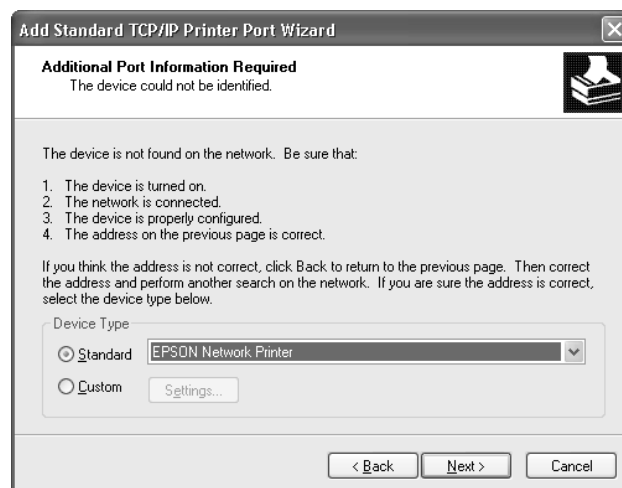 Add Standard TCP/IP Printer Port Wizard
Additional Port Information Required
The device could not be identified.
The device is not found on the network. Be sure that:
1. The device is turned on.
2. The network is connected.
3. The device is properly configured.
4. The address on the previous page is correct.
If you think the address is not correct, click Back to return to the previous page. Then correct
the address and perform another search on the network. If you are sure the address is correct,
select the device type below.
Device Type
Standard EPSON Network Printer
Custom Settings...
< Back Next > Cancel